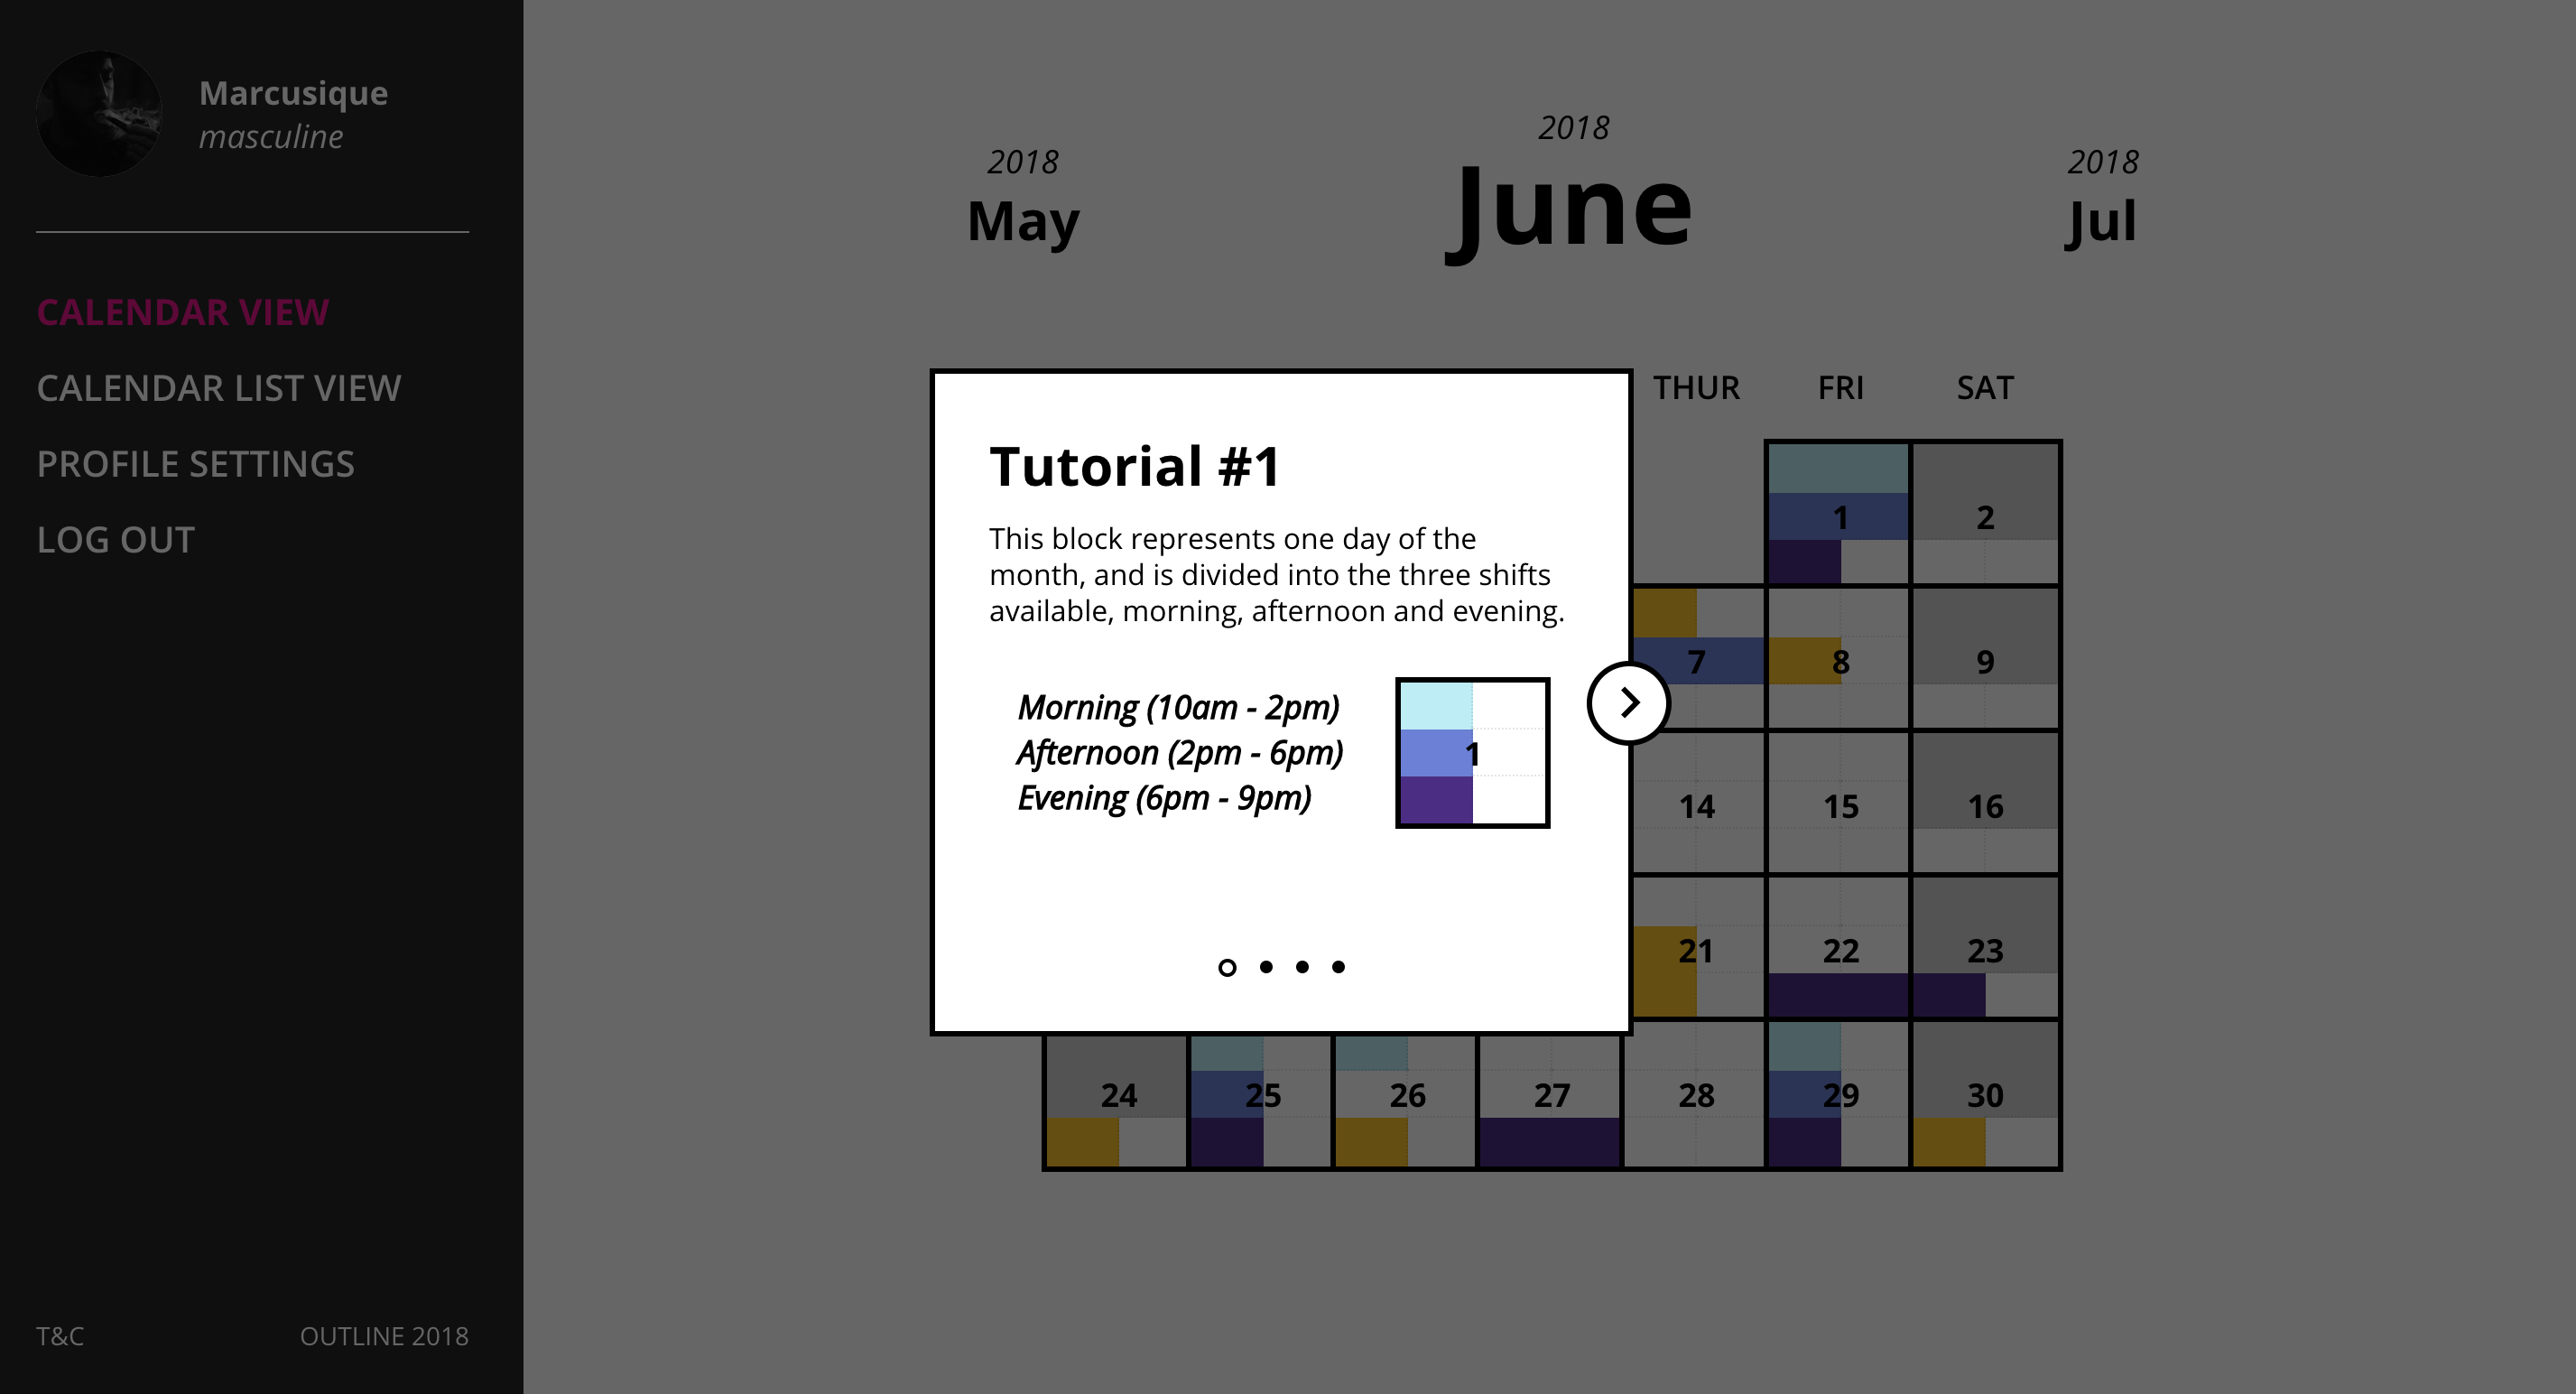 Marcusique
masculine
CALENDAR VIEW
CALENDAR LIST VIEW
PROFILE SETTINGS
LOG OUT
T&C
OUTLINE 2018
2018
May
2018
June
2018
Jul
THUR FRI SAT
1 2
7 8 9
14 15 16
21 22 23
24 25 26 27 28 29 30
Tutorial #1
This block represents one day of the
month, and is divided into the three shifts
available, morning, afternoon and evening.
Morning (10am - 2pm)
Afternoon (2pm - 6pm)
Evening (6pm - 9pm)
1